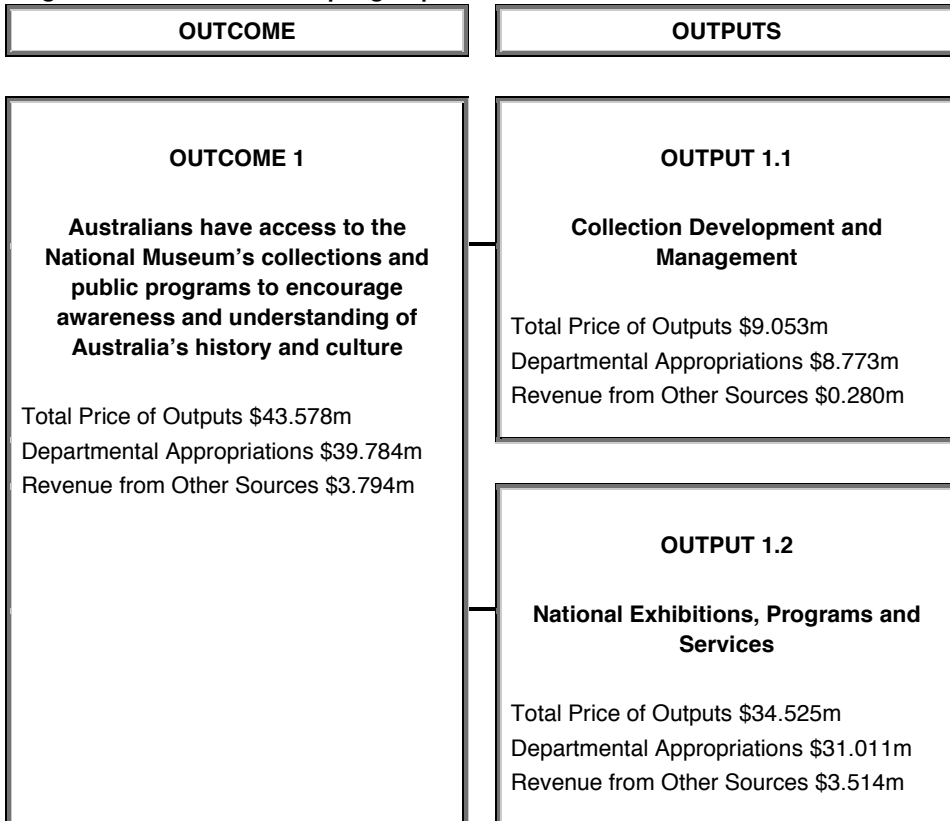 OUTCOME
OUTPUTS
OUTCOME 1
Australians have access to the
National Museum's collections and
public programs to encourage
awareness and understanding of
Australia's history and culture
Total Price of Outputs $43.578m
Departmental Appropriations $39.784m
Revenue from Other Sources $3.794m
OUTPUT 1.1
Collection Development and
Management
Total Price of Outputs $9.053m
Departmental Appropriations $8.773m
Revenue from Other Sources $0.280m
OUTPUT 1.2
National Exhibitions, Programs and
Services
Total Price of Outputs $34.525m
Departmental Appropriations $31.011m
Revenue from Other Sources $3.514m